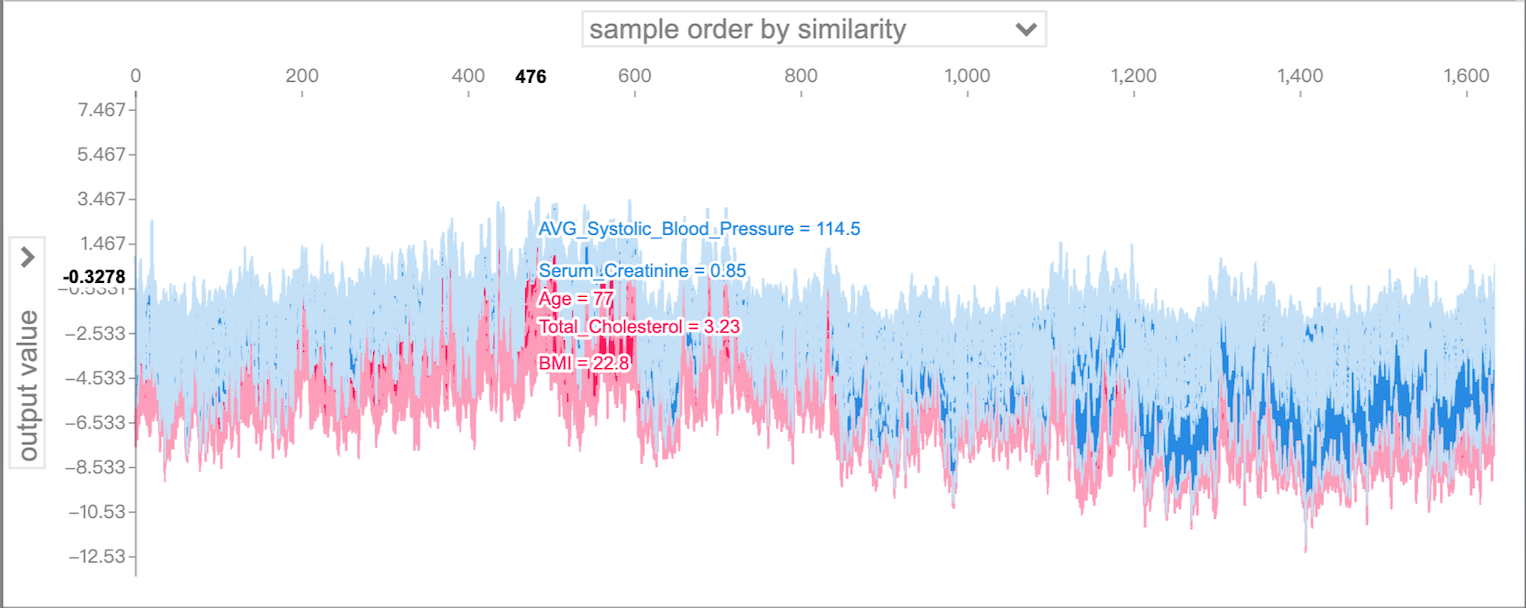 sample order by similarity
0 200 400 476 600 800 1,000 1,200 1,400 1,600
7.467
5.467
3.467
1.467
-0.3278
−2.533
−4.533
−6.533
−8.533
−10.53
−12.53
output value
AVG_Systolic_Blood_Pressure = 114.5
Serum_Creatinine = 0.85
Age = 77
Total_Cholesterol = 3.23
BMI = 22.8